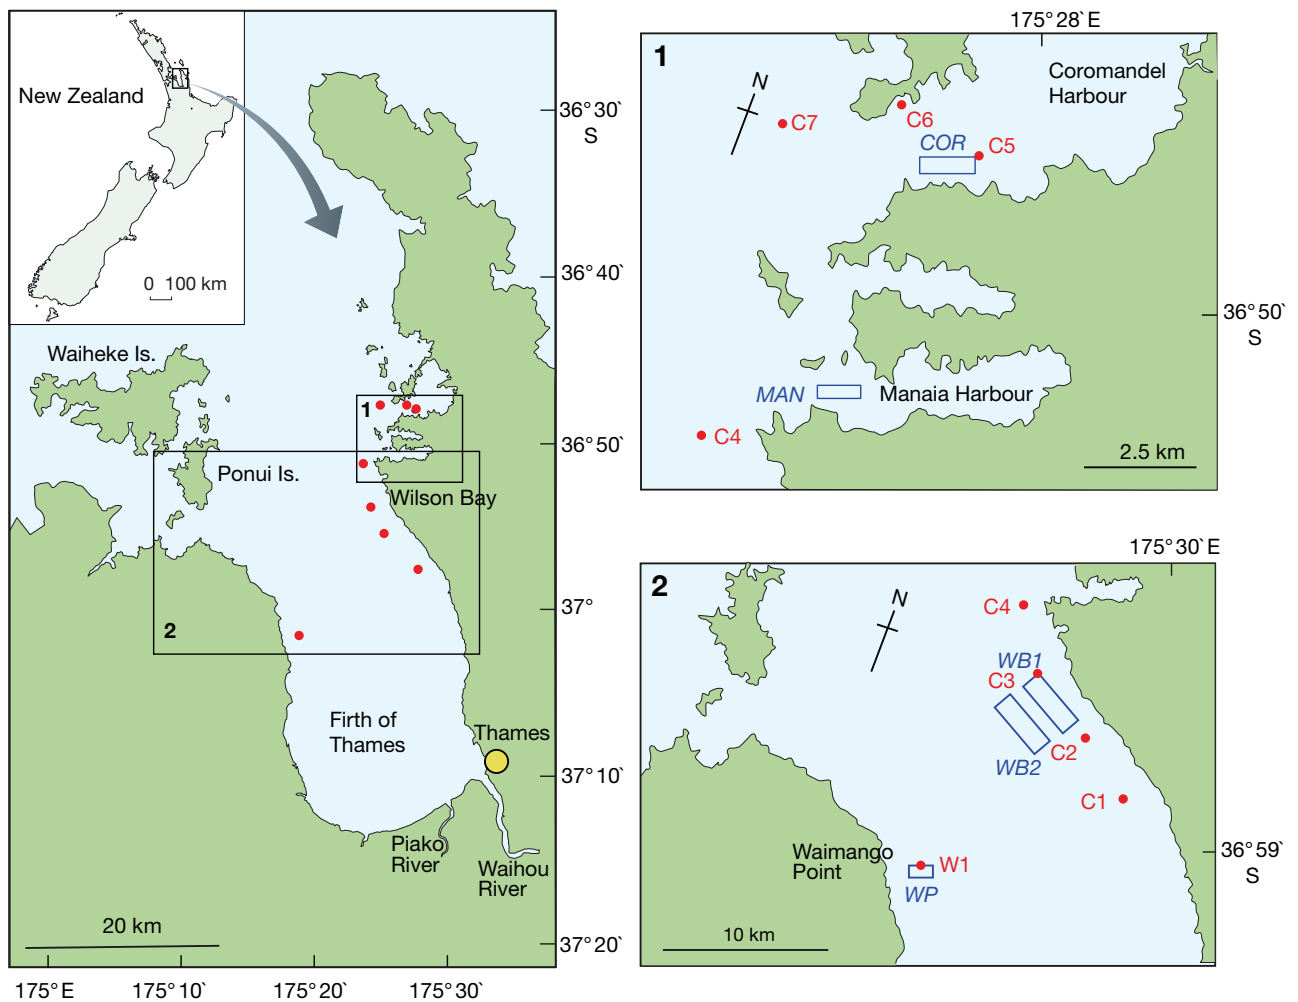 New Zealand
0 100 km
Waiheke Is.
Ponui Is.
1
Wilson Bay
2
Firth of
Thames
Thames
Piako
River
Waihou
River
20 km
36°30`
S
36°40`
36°50`
37°
37°10`
37°20`
175°E
175°10`
175°20`
175°30`
175°28`E
1
N
Coromandel
Harbour
C7
C6
COR
C5
36°50`
S
MAN
Manaia Harbour
C4
2.5 km
175°30`E
2
N
C4
WB1
C3
C2
WB2
C1
Waimango
Point
W1
WP
36°59`
S
10 km